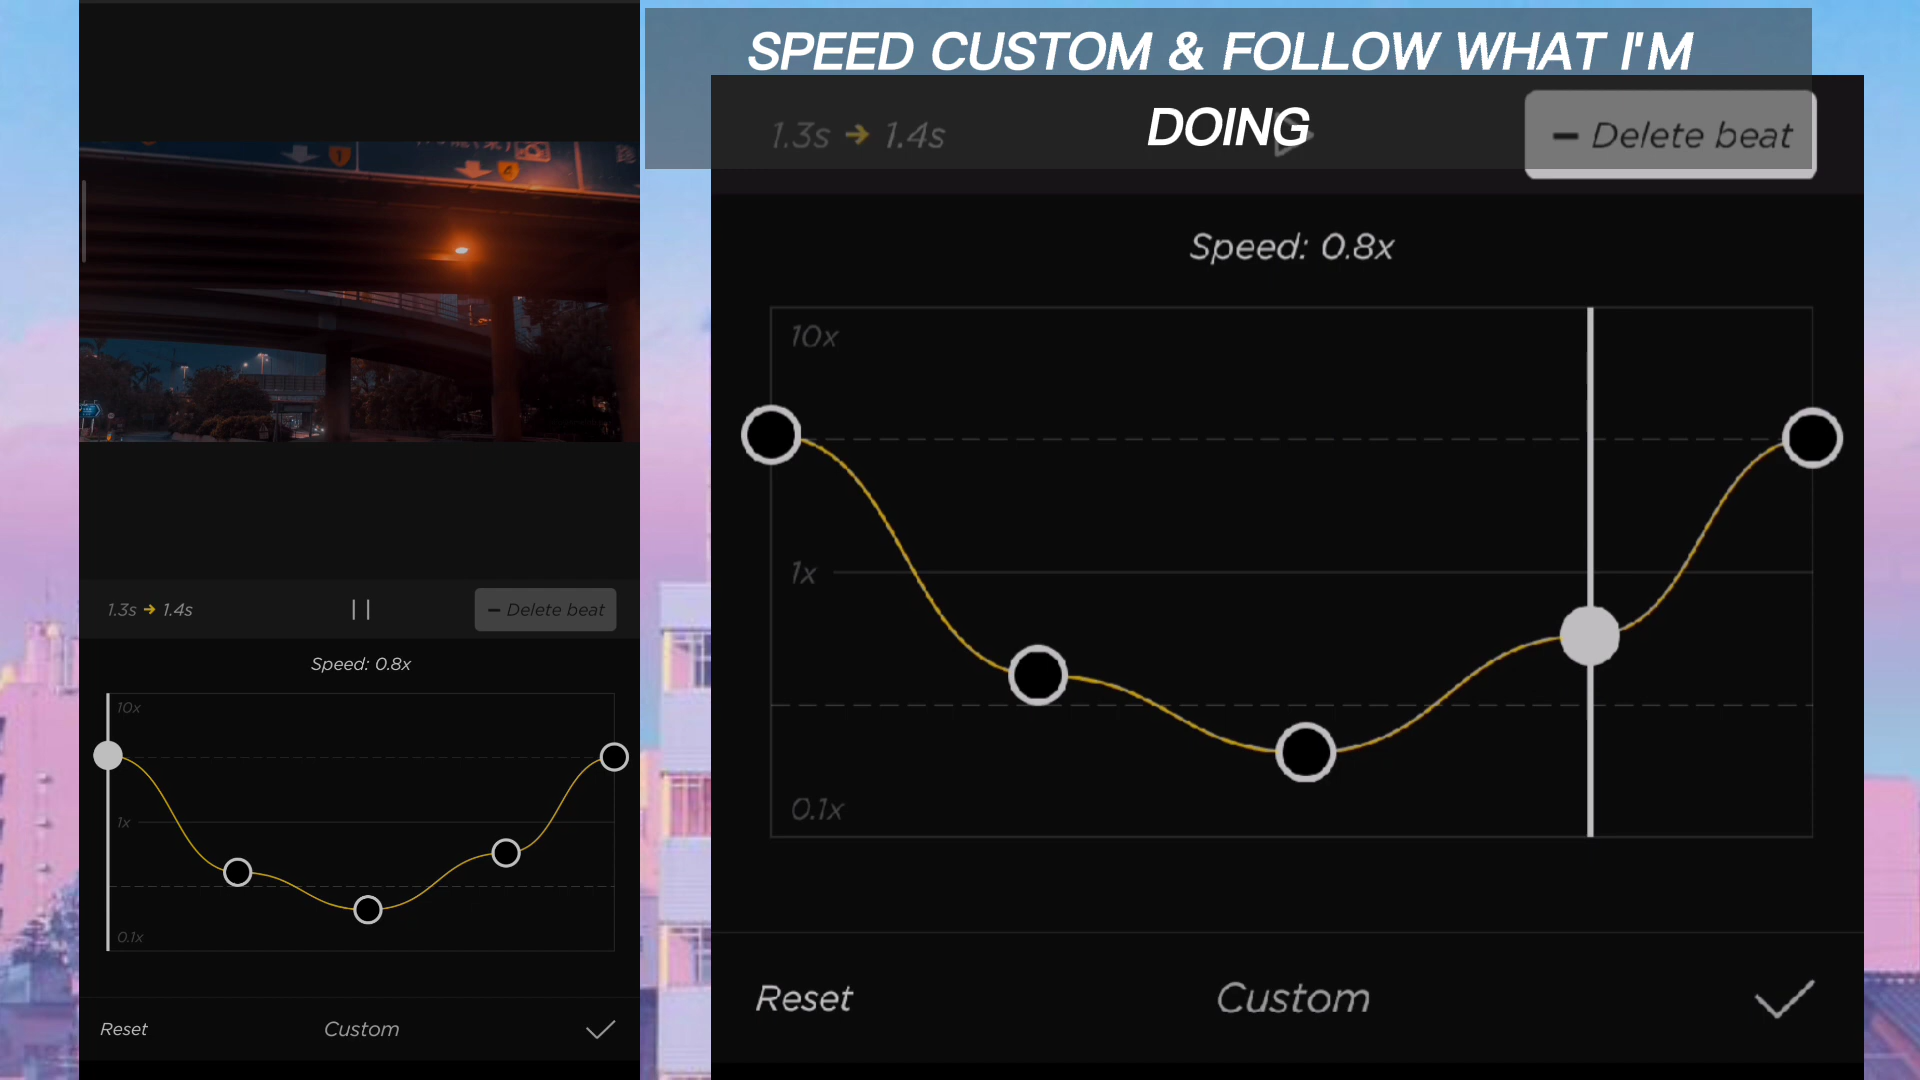 SPEED CUSTOM & FOLLOW WHAT I'M
DOING
1.3s → 1.4s
– Delete beat
Speed: 0.8x
10x
1x
0.1x
Reset
Custom
1.3s → 1.4s
– Delete beat
Speed: 0.8x
10x
1x
0.1x
Reset
Custom